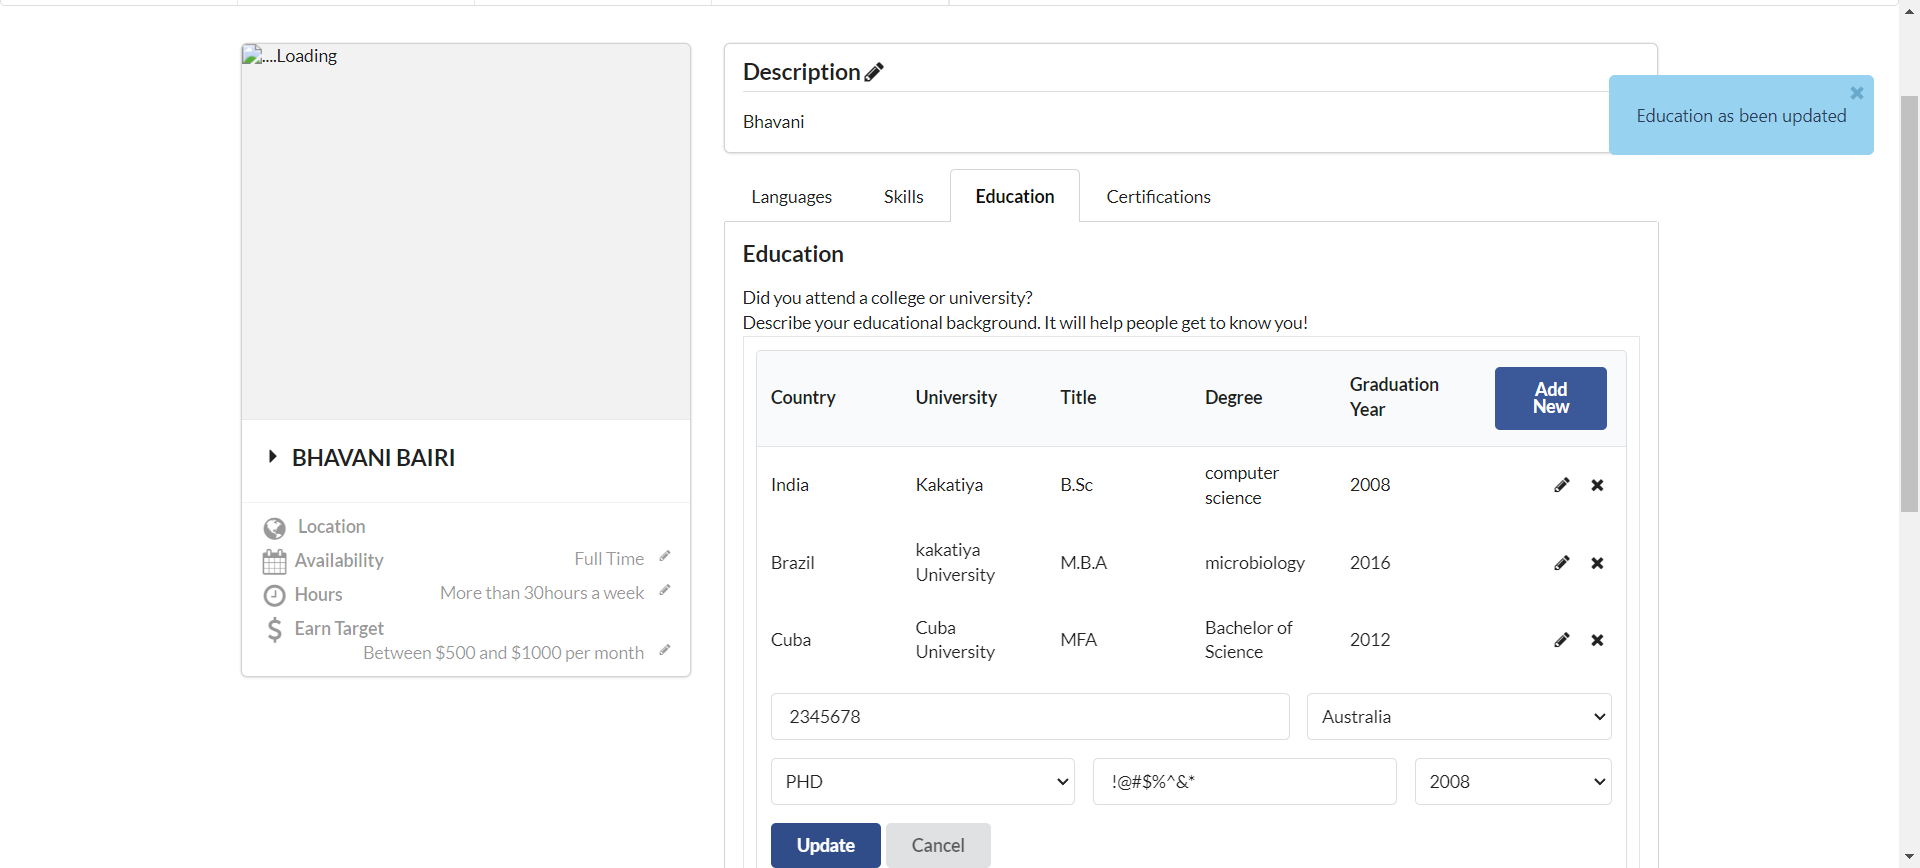 ....Loading
BHAVANI BAIRI
Location
Availability
Full Time
Hours
More than 30hours a week
Earn Target
Between $500 and $1000 per month
Description
Bhavani
Education as been updated
Languages
Skills
Education
Certifications
Education
Did you attend a college or university?
Describe your educational background. It will help people get to know you!
Country
University
Title
Degree
Graduation
Year
Add
New
India
Kakatiya
B.Sc
computer
science
2008
Brazil
kakatiya
University
M.B.A
microbiology
2016
Cuba
Cuba
University
MFA
Bachelor of
Science
2012
2345678
Australia
PHD
!@#$%^&*
2008
Update
Cancel